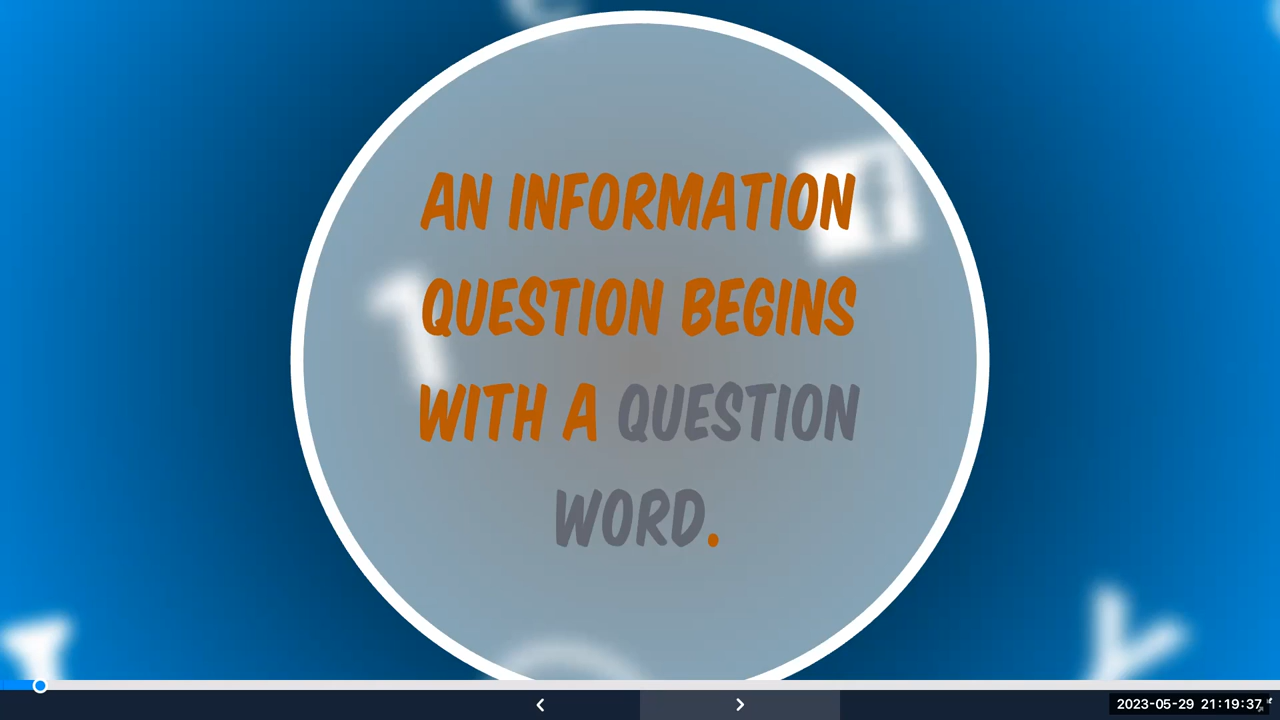 AN INFORMATION
QUESTION BEGINS
WITH A QUESTION
WORD.
2023-05-29 21:19:37